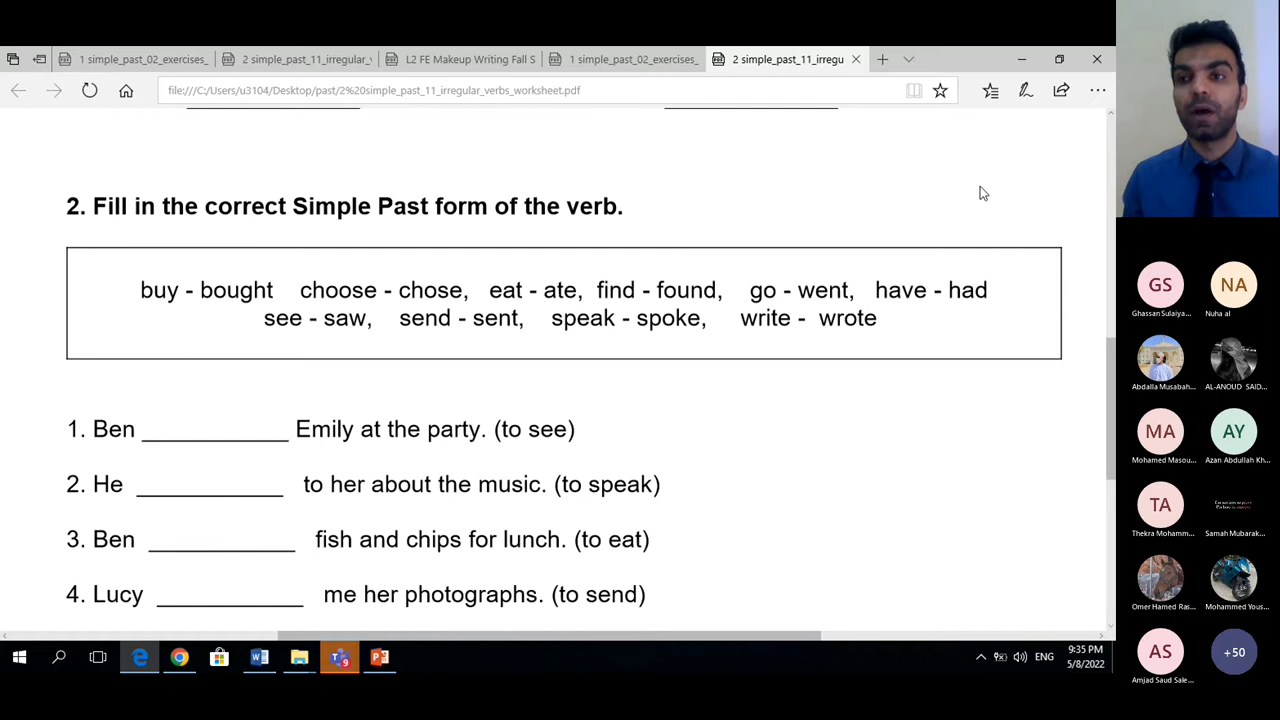 1 simple_past_02_exercises_
2 simple_past_11_irregular_v
L2 FE Makeup Writing Fall S
1 simple_past_02_exercises_
2 simple_past_11_irregu
file:///C:/Users/u3104/Desktop/past/2%20simple_past_11_irregular_verbs_worksheet.pdf
2. Fill in the correct Simple Past form of the verb.
buy - bought choose - chose, eat - ate, find - found, go - went, have - had
see - saw, send - sent, speak - spoke, write - wrote
1. Ben ___________ Emily at the party. (to see)
2. He ___________ to her about the music. (to speak)
3. Ben ___________ fish and chips for lunch. (to eat)
4. Lucy ___________ me her photographs. (to send)
9
ENG
9:35 PM
5/8/2022
GS
NA
Ghassan Sulaiya...
Nuha al
Abdalla Musabah...
AL-ANOUD SAID...
MA
AY
Mohamed Masou...
Azan Abdullah Kh...
TA
Thekra Mohamm...
Samah Mubarak...
Omer Hamed Ras...
Mohammed Yous...
AS
+50
Amjad Saud Sale...